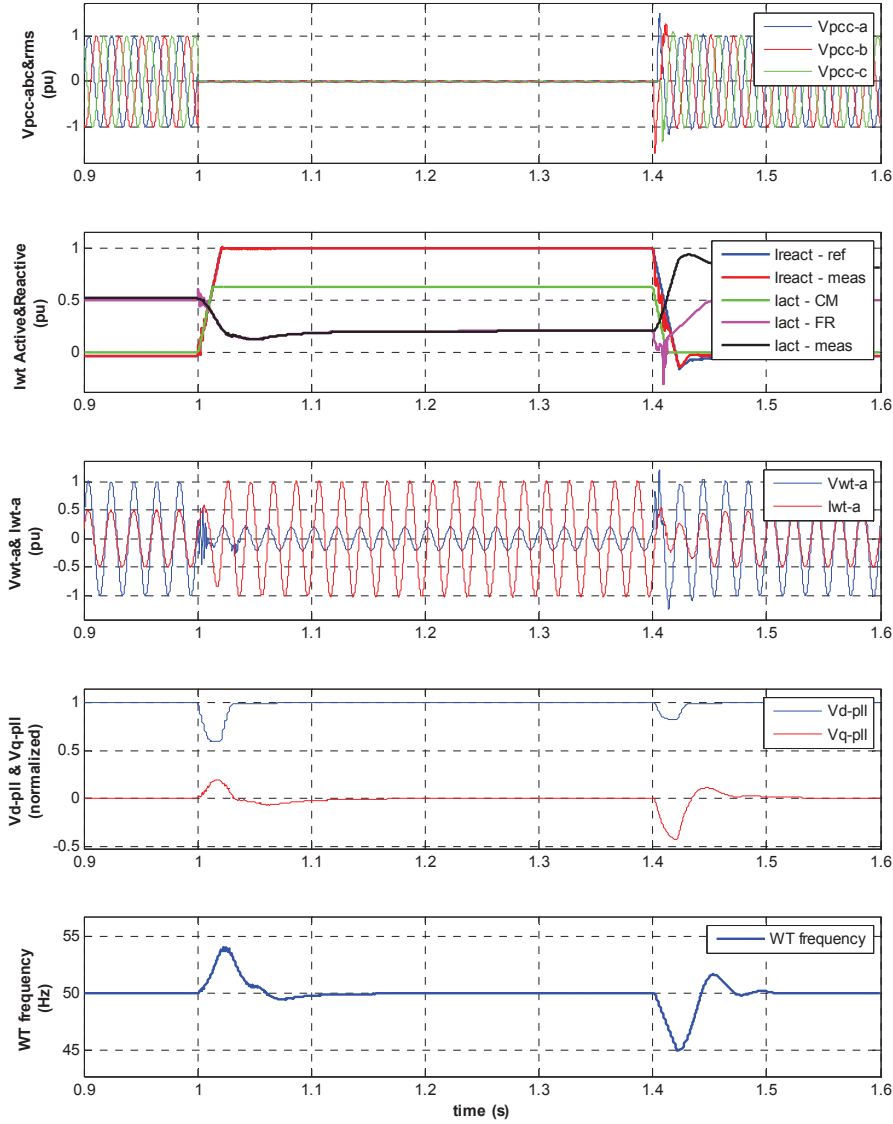 Vpcc-abc&rms
(pu)
1
0
-1
Vpcc-a
Vpcc-b
Vpcc-c
0.9 1 1.1 1.2 1.3 1.4 1.5 1.6
Iwt Active&Reactive
(pu)
1
0.5
0
Ireact - ref
Ireact - meas
Iact - CM
Iact - FR
Iact - meas
0.9 1 1.1 1.2 1.3 1.4 1.5 1.6
Vwt-a& Iwt-a
(pu)
1
0.5
0
-0.5
-1
Vwt-a
Iwt-a
0.9 1 1.1 1.2 1.3 1.4 1.5 1.6
Vd-pll & Vq-pll
(normalized)
1
0.5
0
-0.5
Vd-pll
Vq-pll
0.9 1 1.1 1.2 1.3 1.4 1.5 1.6
WT frequency
(Hz)
55
50
45
WT frequency
0.9 1 1.1 1.2 1.3 1.4 1.5 1.6
time (s)